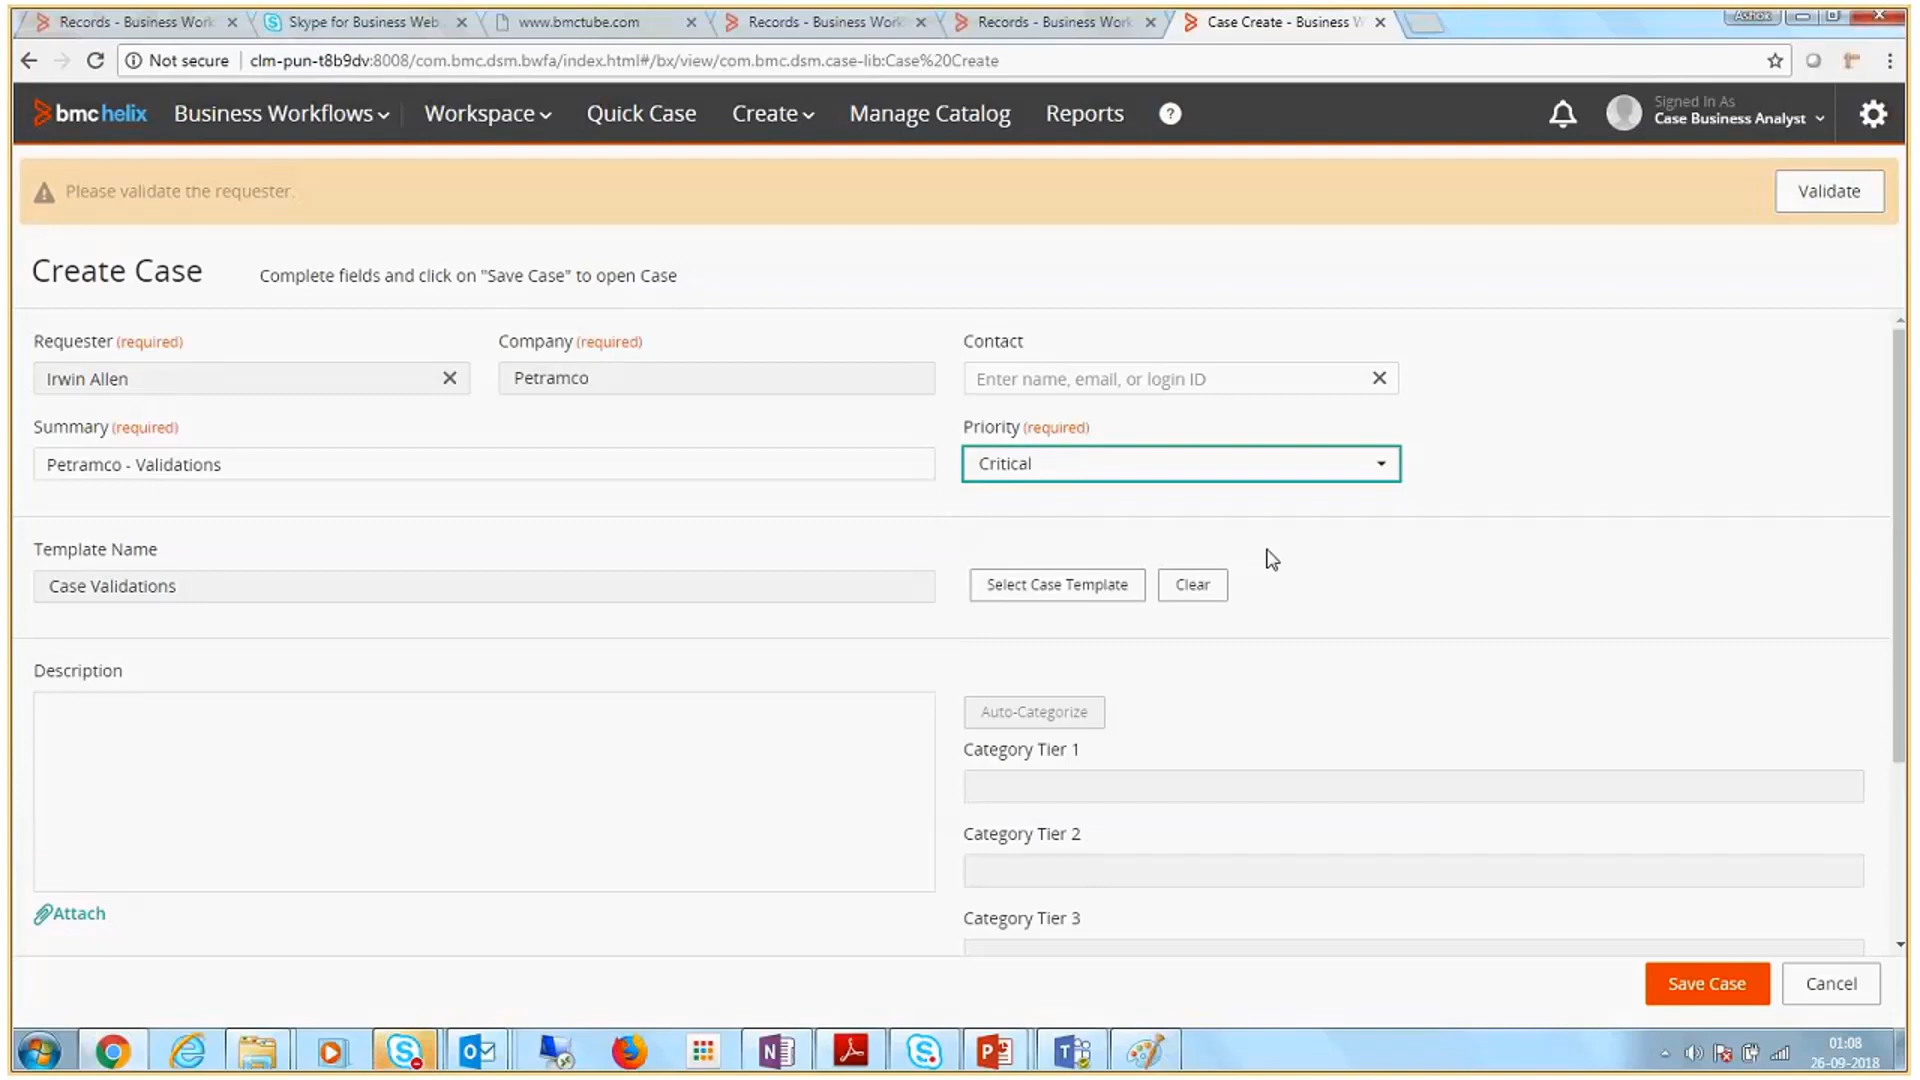 Records - Business Work
Skype for Business Web
www.bmctube.com
Records - Business Work
Records - Business Work
Case Create - Business W
Ashok
Not secure
clm-pun-t8b9dv:8008/com.bmc.dsm.bwfa/index.html#/bx/view/com.bmc.dsm.case-lib:Case%20Create
bmchelix
Business Workflows
Workspace
Quick Case
Create
Manage Catalog
Reports
?
Signed In As
Case Business Analyst
Please validate the requester.
Validate
Create Case
Complete fields and click on "Save Case" to open Case
Requester (required)
Company (required)
Contact
Irwin Allen
Petramco
Enter name, email, or login ID
Summary (required)
Priority (required)
Petramco - Validations
Critical
Template Name
Case Validations
Select Case Template
Clear
Description
Auto-Categorize
Category Tier 1
Category Tier 2
Attach
Category Tier 3
Save Case
Cancel
01:08
26-09-2018